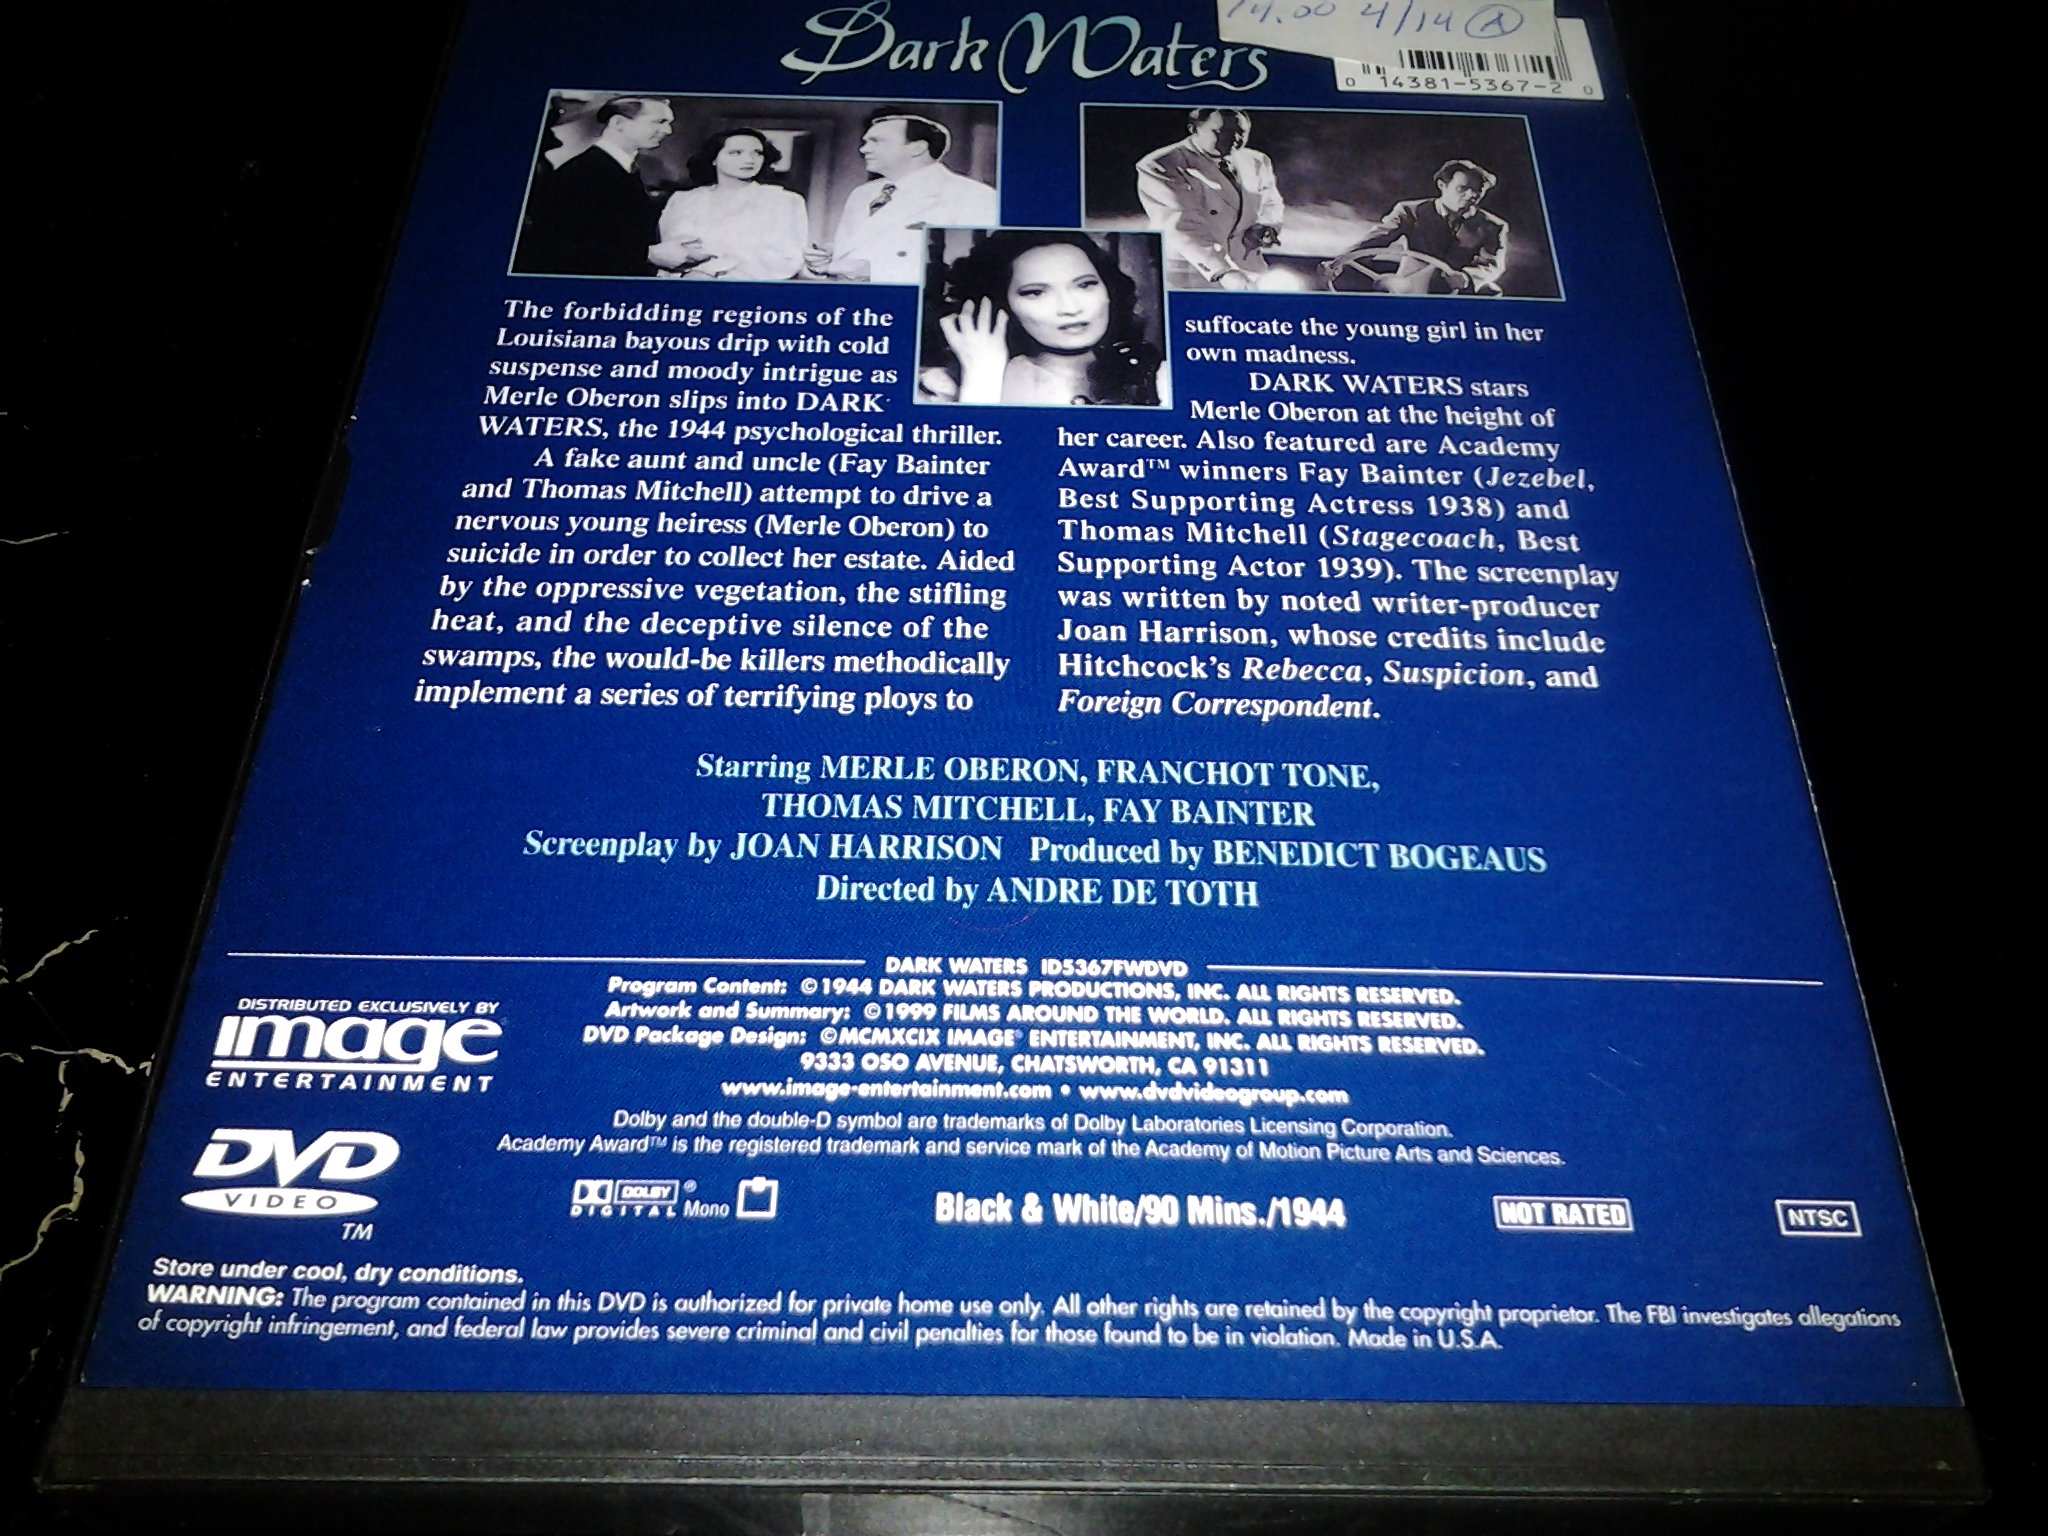 14.00 4/14 A
Dark Waters
0 14381-5367-2 0
The forbidding regions of the
Louisiana bayous drip with cold
suspense and moody intrigue as
Merle Oberon slips into DARK
WATERS, the 1944 psychological thriller.
A fake aunt and uncle (Fay Bainter
and Thomas Mitchell) attempt to drive a
nervous young heiress (Merle Oberon) to
suicide in order to collect her estate. Aided
by the oppressive vegetation, the stifling
heat, and the deceptive silence of the
swamps, the would-be killers methodically
implement a series of terrifying ploys to
suffocate the young girl in her
own madness.
DARK WATERS stars
Merle Oberon at the height of
her career. Also featured are Academy
Award™ winners Fay Bainter (Jezebel,
Best Supporting Actress 1938) and
Thomas Mitchell (Stagecoach, Best
Supporting Actor 1939). The screenplay
was written by noted writer-producer
Joan Harrison, whose credits include
Hitchcock's Rebecca, Suspicion, and
Foreign Correspondent.
Starring MERLE OBERON, FRANCHOT TONE,
THOMAS MITCHELL, FAY BAINTER
Screenplay by JOAN HARRISON Produced by BENEDICT BOGEAUS
Directed by ANDRE DE TOTH
DARK WATERS ID5367FWDVD
Program Content: ©1944 DARK WATERS PRODUCTIONS, INC. ALL RIGHTS RESERVED.
Artwork and Summary: ©1999 FILMS AROUND THE WORLD. ALL RIGHTS RESERVED.
DVD Package Design: ©MCMXCIX IMAGE® ENTERTAINMENT, INC. ALL RIGHTS RESERVED.
9333 OSO AVENUE, CHATSWORTH, CA 91311
www.image-entertainment.com • www.dvdvideogroup.com
Dolby and the double-D symbol are trademarks of Dolby Laboratories Licensing Corporation.
Academy Award™ is the registered trademark and service mark of the Academy of Motion Picture Arts and Sciences.
DISTRIBUTED EXCLUSIVELY BY
image
ENTERTAINMENT
DVD
VIDEO
TM
DOLBY®
DIGITAL Mono
Black & White/90 Mins./1944
NOT RATED
NTSC
Store under cool, dry conditions.
WARNING: The program contained in this DVD is authorized for private home use only. All other rights are retained by the copyright proprietor. The FBI investigates allegations
of copyright infringement, and federal law provides severe criminal and civil penalties for those found to be in violation. Made in U.S.A.